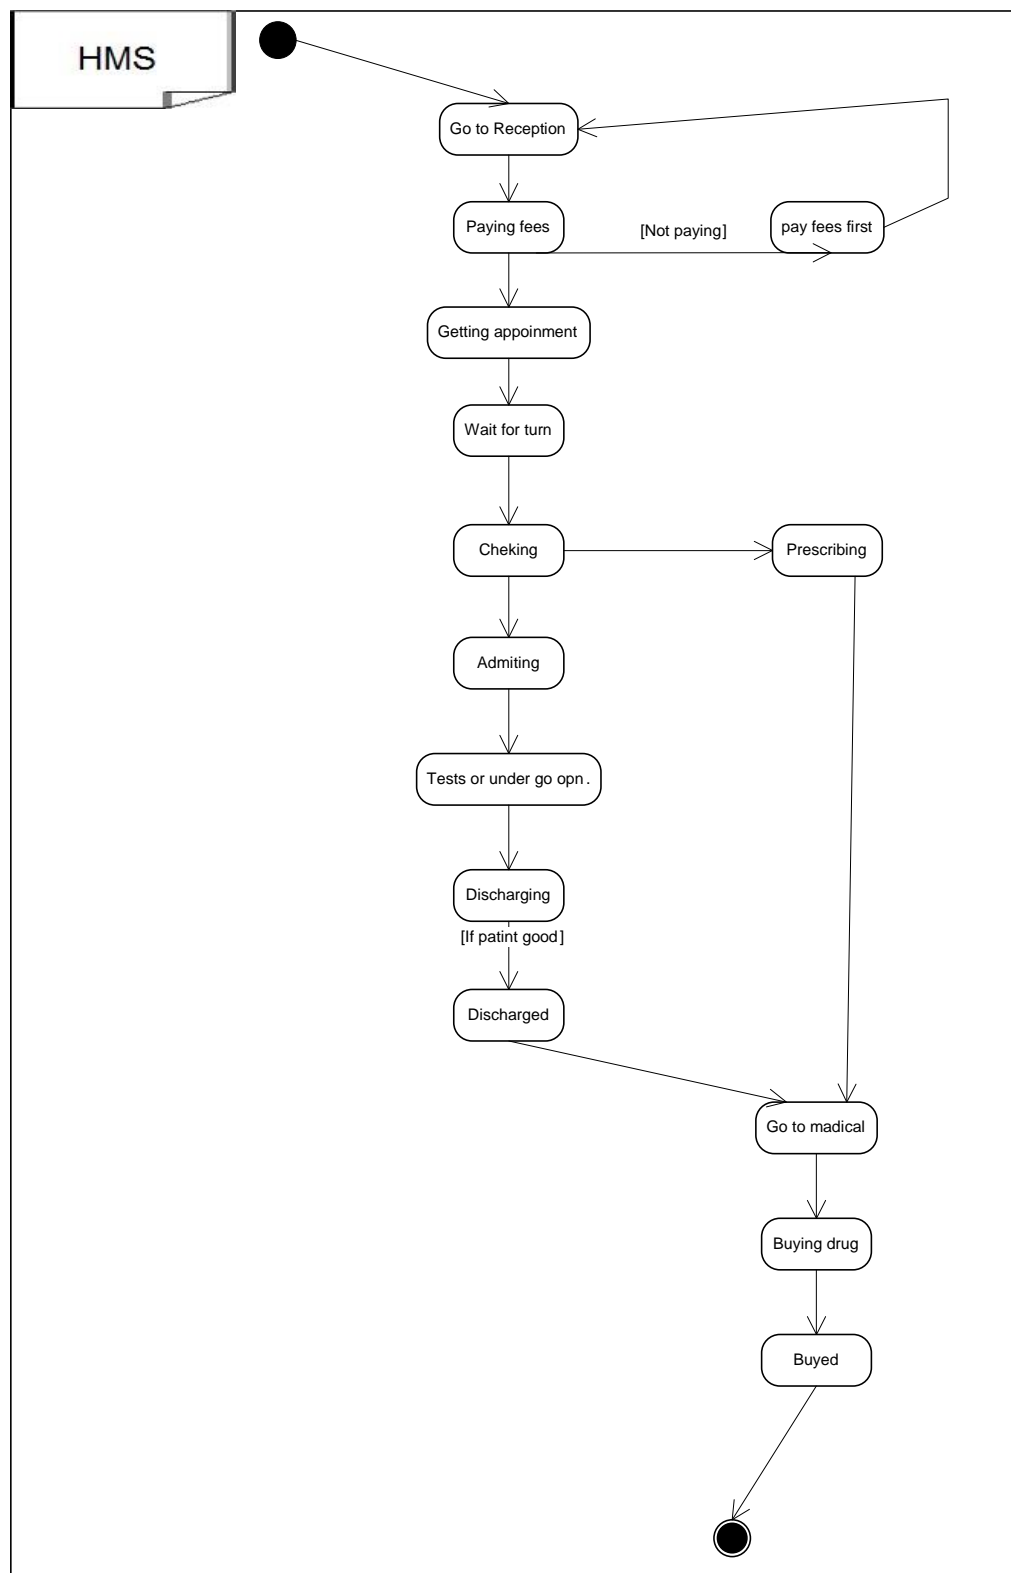 HMS
Go to Reception
Paying fees
[Not paying]
pay fees first
Getting appoinment
Wait for turn
Cheking
Prescribing
Admiting
Tests or under go opn.
Discharging
[If patint good]
Discharged
Go to madical
Buying drug
Buyed